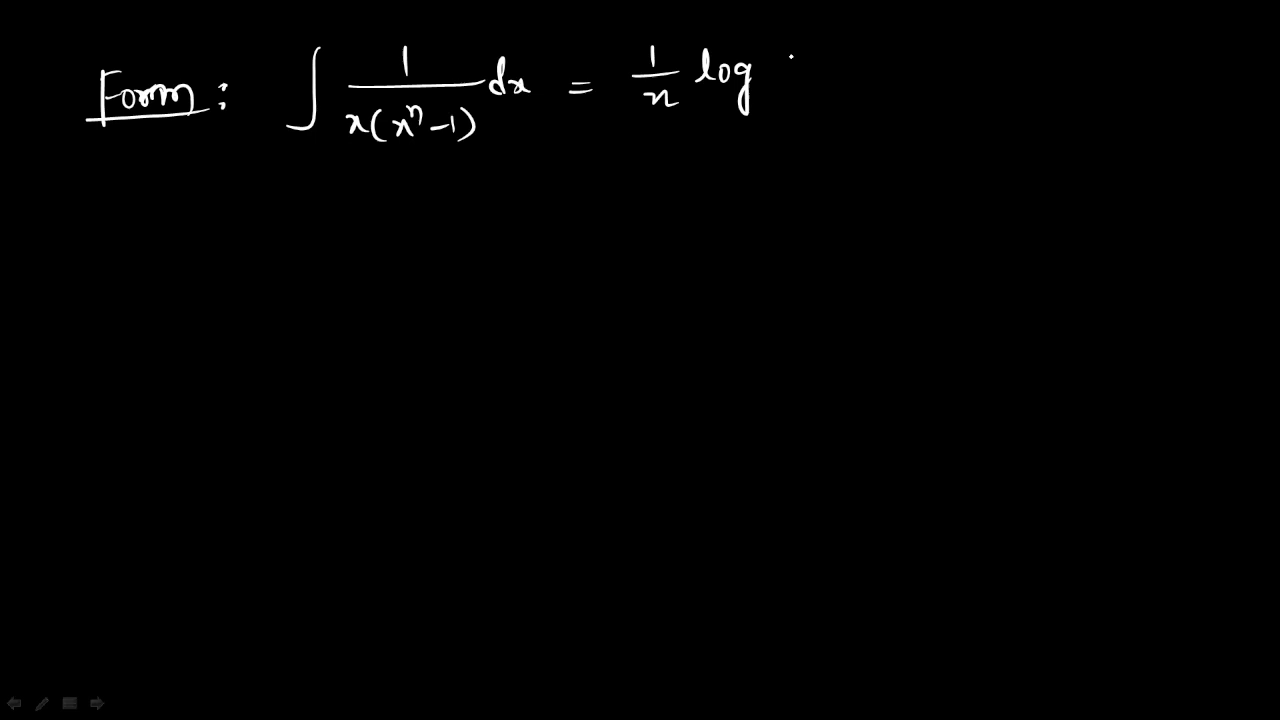 Form : ∫ 1/x(xⁿ-1) dx = 1/n log